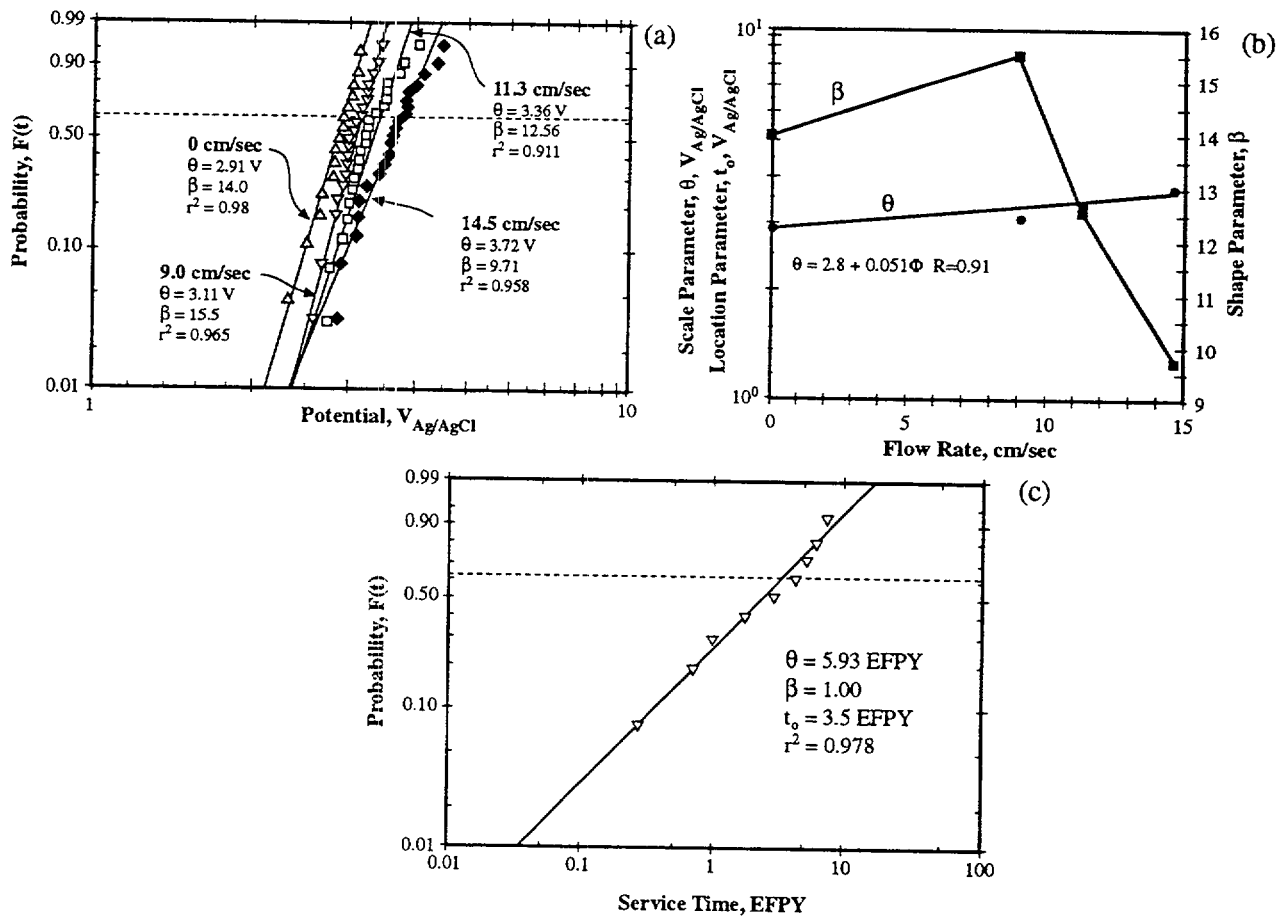 (a)
0.99
0.90
0.50
0.10
0.01
Probability, F(t)
1
10
Potential, V_Ag/AgCl
0 cm/sec
θ = 2.91 V
β = 14.0
r² = 0.98
9.0 cm/sec
θ = 3.11 V
β = 15.5
r² = 0.965
11.3 cm/sec
θ = 3.36 V
β = 12.56
r² = 0.911
14.5 cm/sec
θ = 3.72 V
β = 9.71
r² = 0.958
(b)
Scale Parameter, θ, V_Ag/AgCl
Location Parameter, t_o, V_Ag/AgCl
10¹
10⁰
β
θ
θ = 2.8 + 0.051Φ R=0.91
0
5
10
15
Flow Rate, cm/sec
16
15
14
13
12
11
10
9
Shape Parameter, β
(c)
0.99
0.90
0.50
0.10
0.01
Probability, F(t)
θ = 5.93 EFPY
β = 1.00
t_o = 3.5 EFPY
r² = 0.978
0.01
0.1
1
10
100
Service Time, EFPY